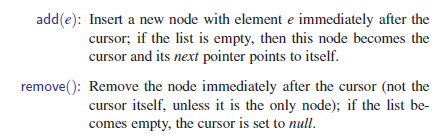 add(e): Insert a new node with element e immediately after the
cursor; if the list is empty, then this node becomes the
cursor and its next pointer points to itself.
remove(): Remove the node immediately after the cursor (not the
cursor itself, unless it is the only node); if the list be-
comes empty, the cursor is set to null.